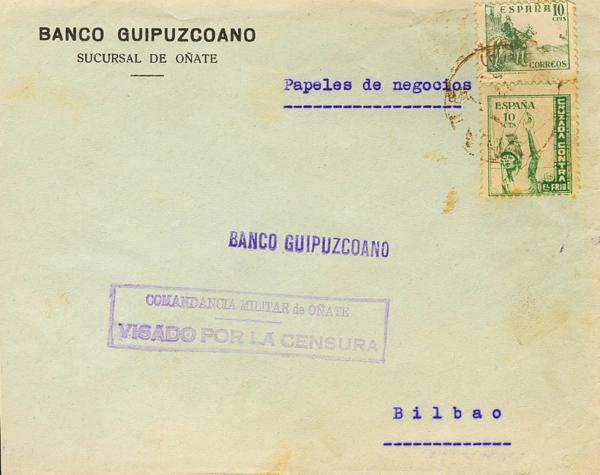 BANCO GUIPUZCOANO
SUCURSAL DE OÑATE
Papeles de negocios
ESPAÑA 10
CTS
CORREOS
ESPAÑA
10
CTS
CRUZADA CONTRA
EL FRIO
BANCO GUIPUZCOANO
COMANDANCIA MILITAR de OÑATE
VISADO POR LA CENSURA
Bilbao